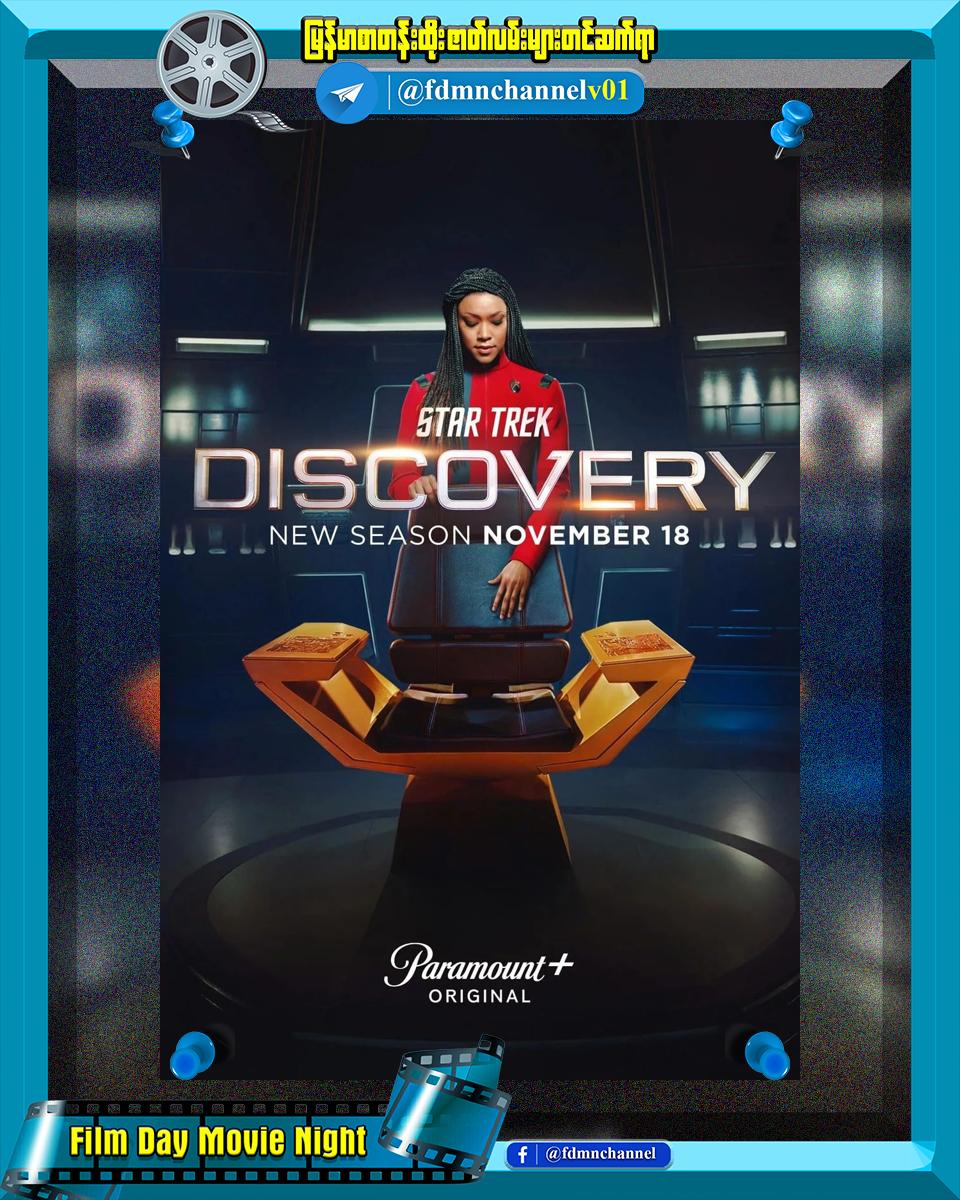 မြန်မာစာတန်းထိုးဇာတ်လမ်းများတင်ဆက်ရာ
@fdmnchannelv01
STAR TREK
DISCOVERY
NEW SEASON NOVEMBER 18
Paramount+
ORIGINAL
Film Day Movie Night
@fdmnchannel